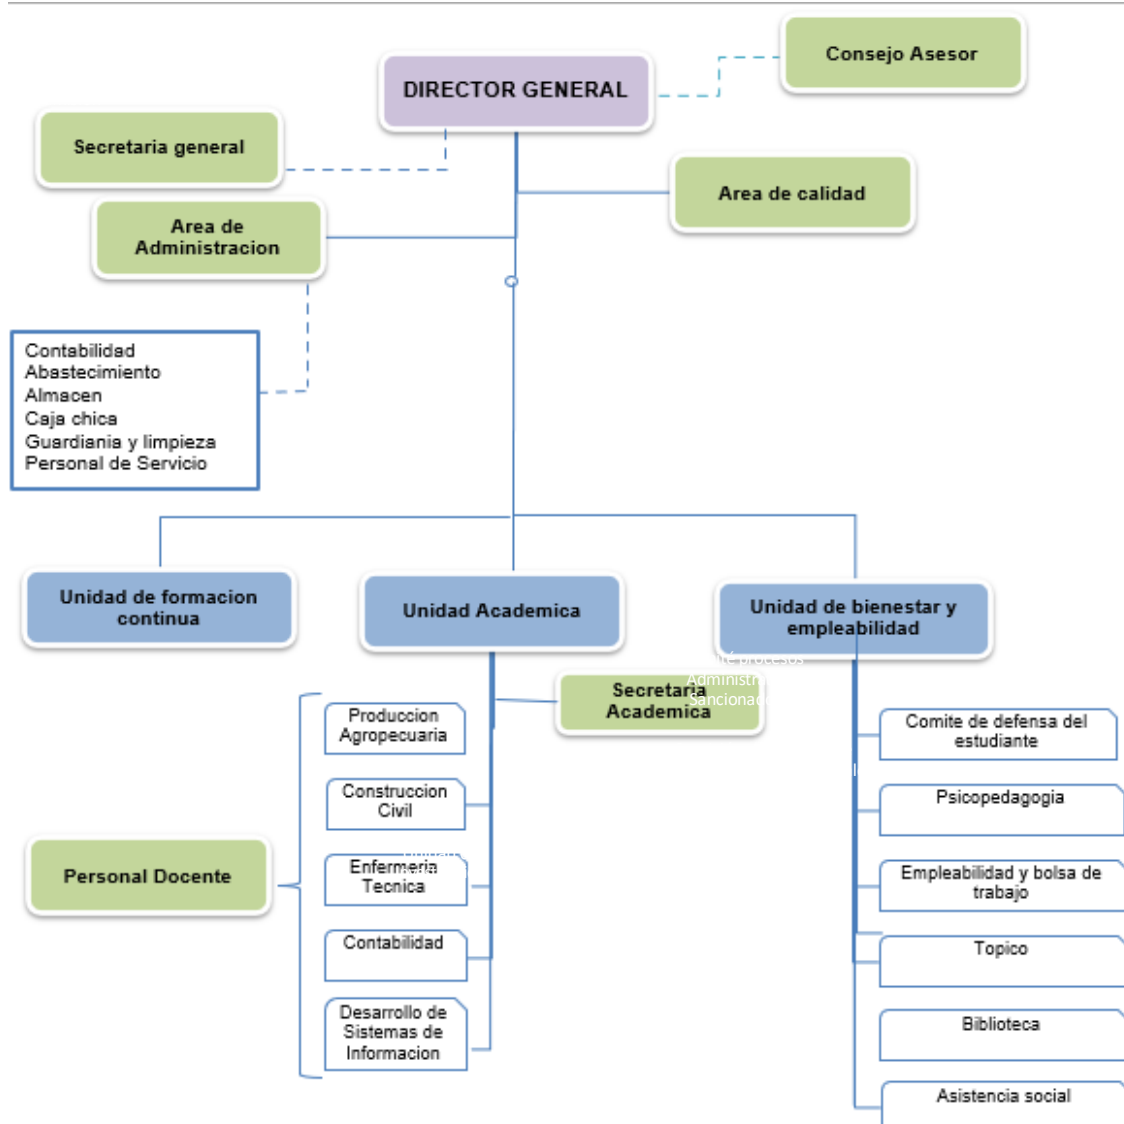 Consejo Asesor
DIRECTOR GENERAL
Secretaria general
Area de calidad
Area de
Administracion
Contabilidad
Abastecimiento
Almacen
Caja chica
Guardiania y limpieza
Personal de Servicio
Unidad de formacion
continua
Unidad Academica
Unidad de bienestar y
empleabilidad
procesos
Secretaria
Academica
Produccion
Agropecuaria
Construccion
Civil
Enfermeria
Tecnica
Contabilidad
Desarrollo de
Sistemas de
Informacion
Personal Docente
Comite de defensa del
estudiante
Psicopedagogia
Empleabilidad y bolsa de
trabajo
Topico
Biblioteca
Asistencia social